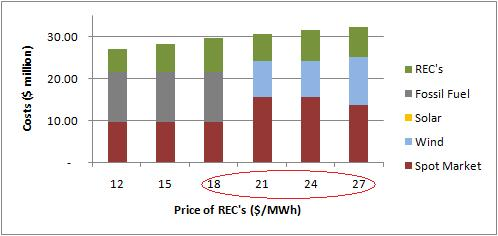 30.00
20.00
10.00
-
Costs ($ million)
12 15 18 21 24 27
Price of REC's ($/MWh)
REC's
Fossil Fuel
Solar
Wind
Spot Market